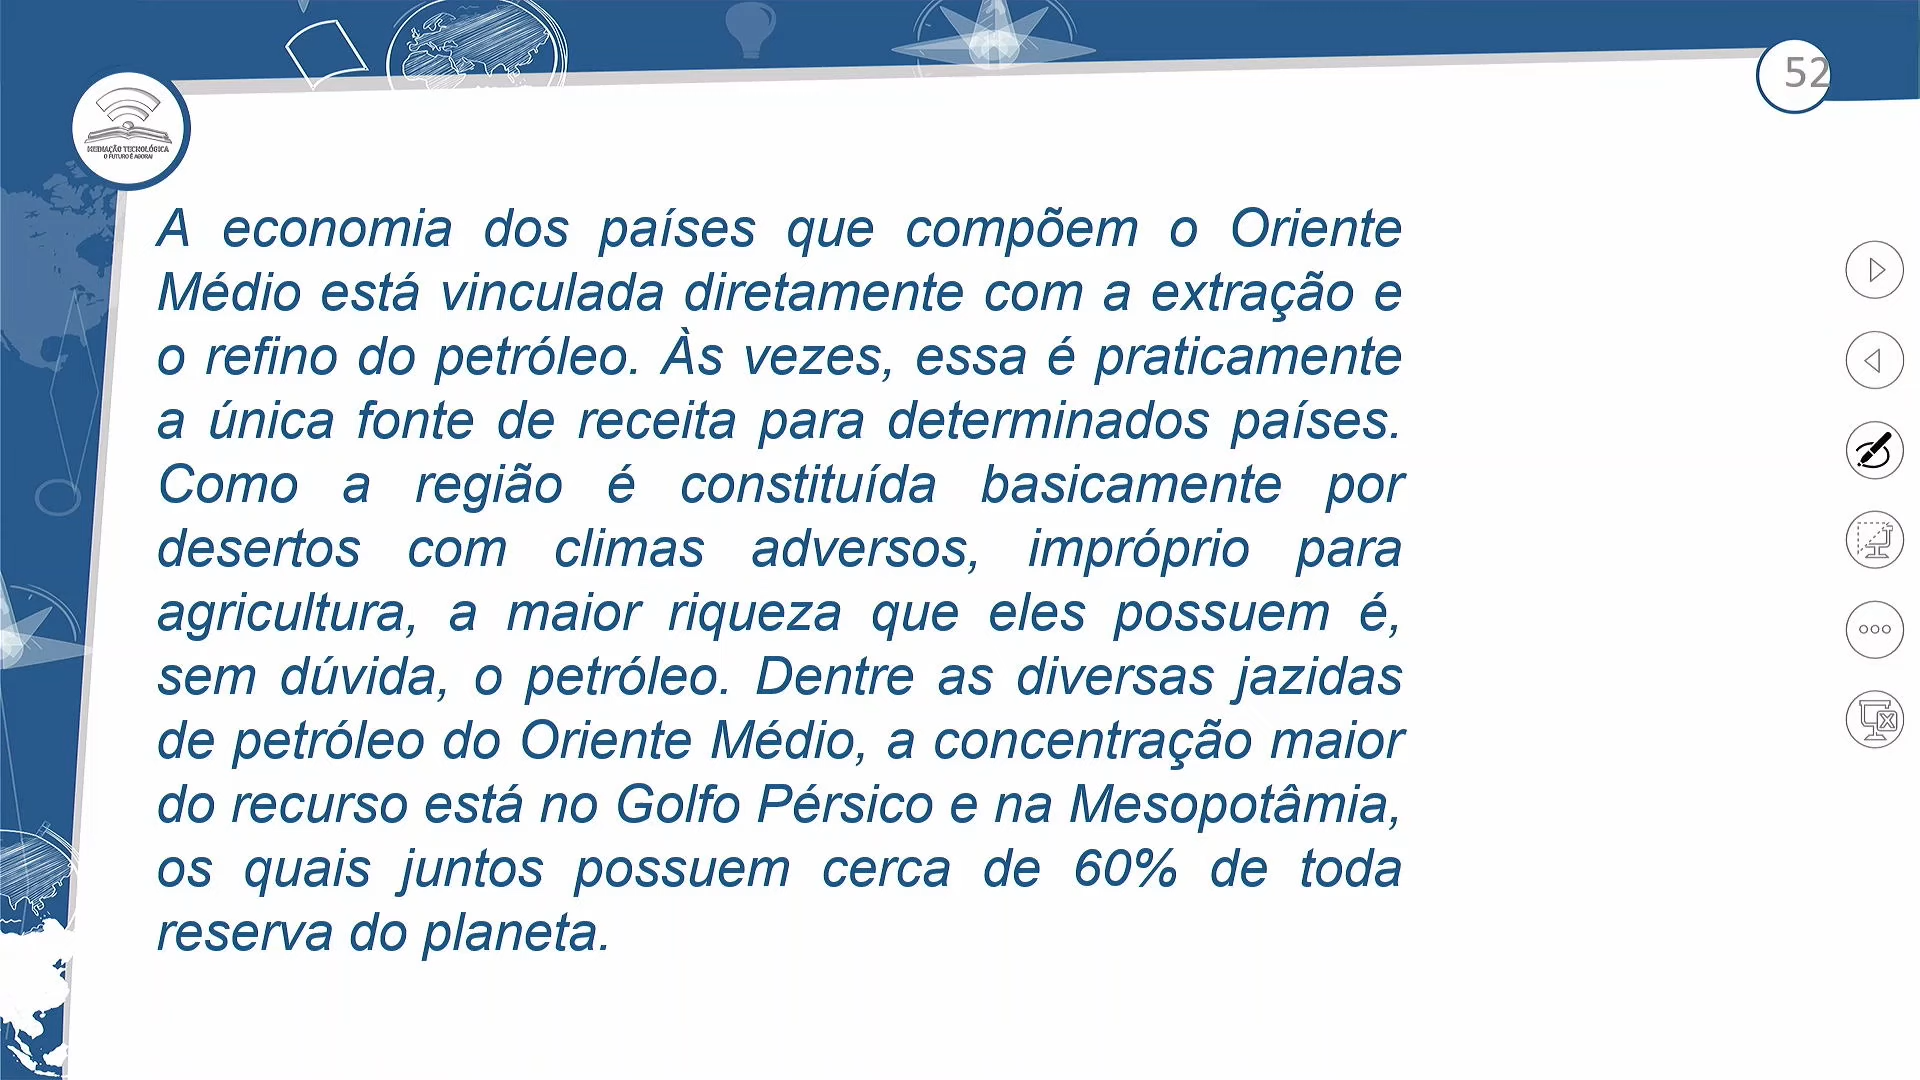 52
MEDIAÇÃO TECNOLÓGICA
O FUTURO É AGORA!
A economia dos países que compõem o Oriente
Médio está vinculada diretamente com a extração e
o refino do petróleo. Às vezes, essa é praticamente
a única fonte de receita para determinados países.
Como a região é constituída basicamente por
desertos com climas adversos, impróprio para
agricultura, a maior riqueza que eles possuem é,
sem dúvida, o petróleo. Dentre as diversas jazidas
de petróleo do Oriente Médio, a concentração maior
do recurso está no Golfo Pérsico e na Mesopotâmia,
os quais juntos possuem cerca de 60% de toda
reserva do planeta.